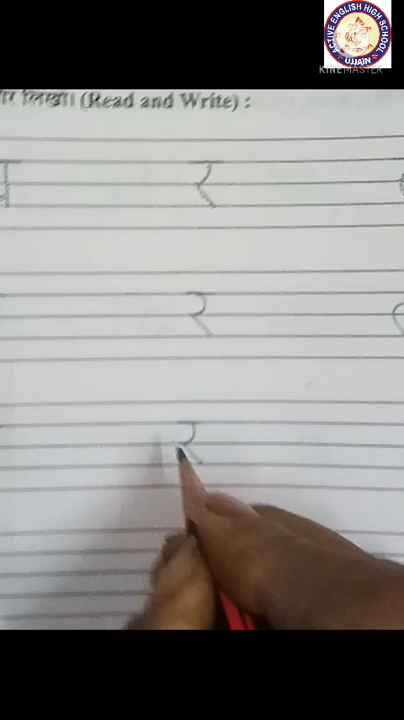 ACTIVE ENGLISH HIGH SCHOOL
UJJAIN
KINEMASTER
लिखो। (Read and Write) :
र
र
र